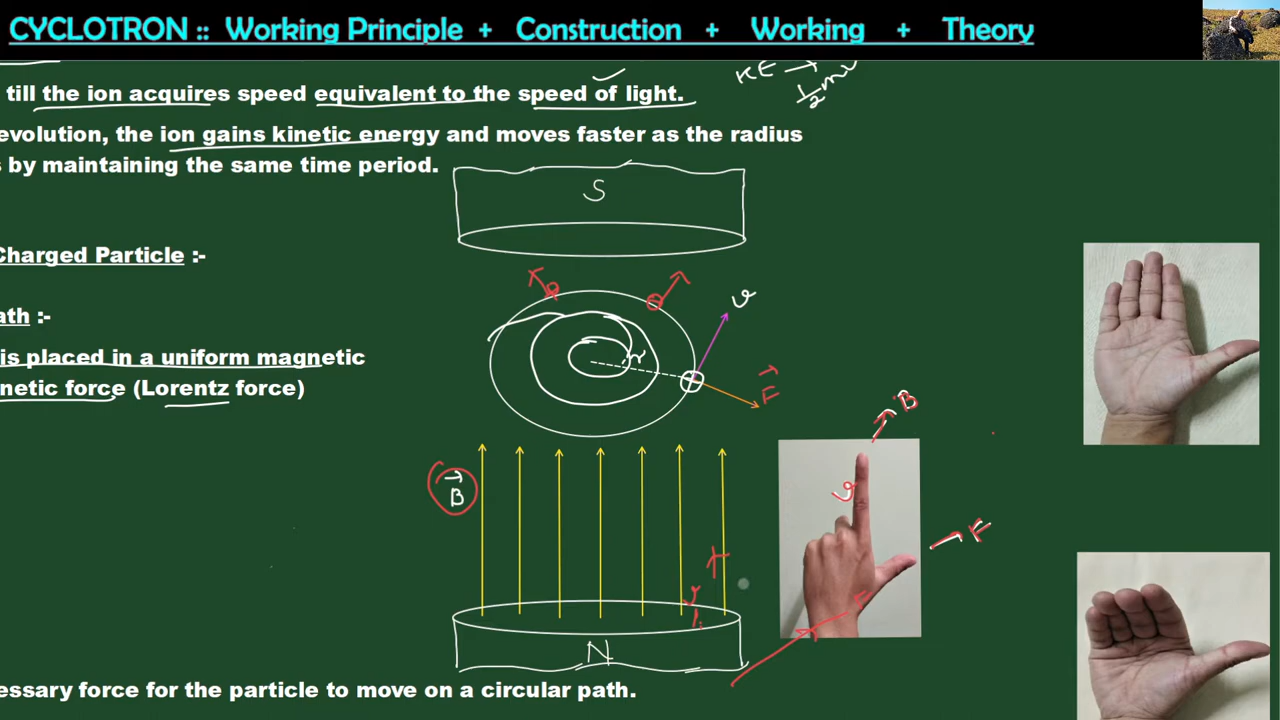 CYCLOTRON :: Working Principle + Construction + Working + Theory
KE → ½mv
till the ion acquires speed equivalent to the speed of light.
evolution, the ion gains kinetic energy and moves faster as the radius
s by maintaining the same time period.
S
Charged Particle :-
v
ath :-
r
is placed in a uniform magnetic
netic force (Lorentz force)
F
B
v
B
F
F
N
essary force for the particle to move on a circular path.